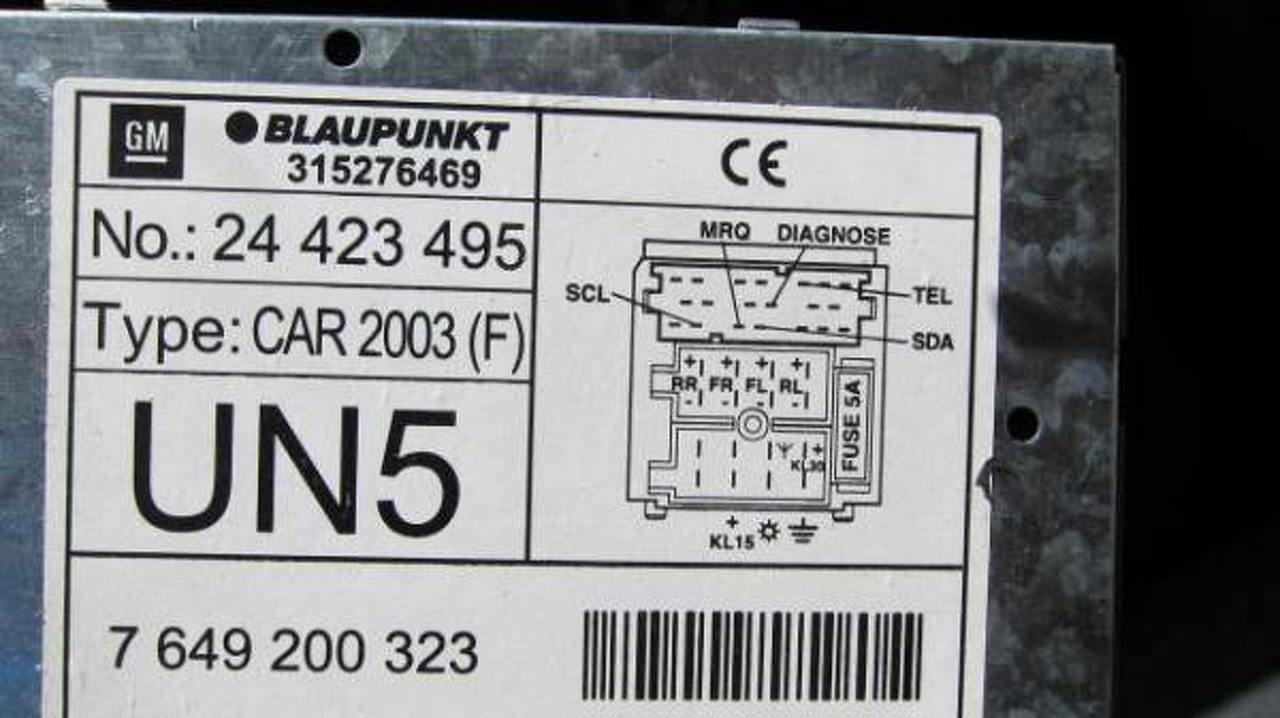 GM BLAUPUNKT
315276469
CE
No.: 24 423 495
Type: CAR 2003 (F)
UN5
MRQ DIAGNOSE
SCL
TEL
SDA
+ + + +
RR FR FL RL
- - - -
FUSE 5A
+
KL30
+
KL15
7 649 200 323